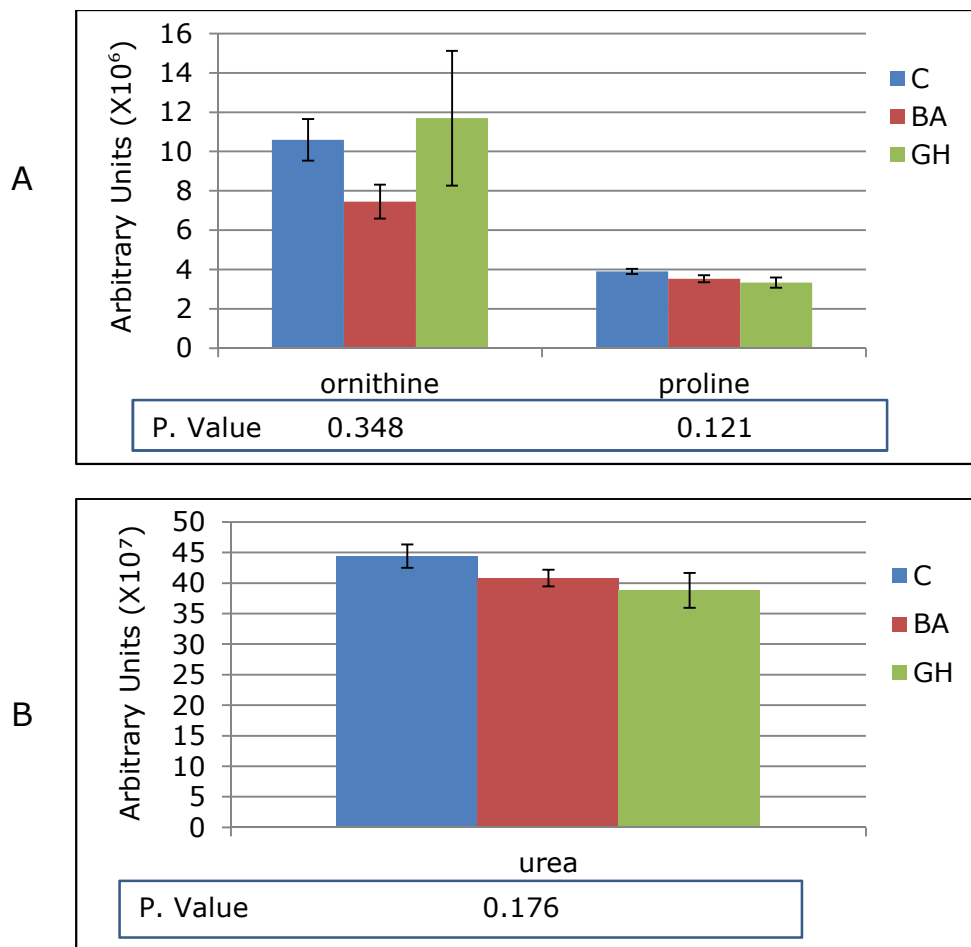 A
Arbitrary Units (X10⁶)
16
14
12
10
8
6
4
2
0
C
BA
GH
ornithine proline
P. Value 0.348 0.121
B
Arbitrary Units (X10⁷)
50
45
40
35
30
25
20
15
10
5
0
C
BA
GH
urea
P. Value 0.176